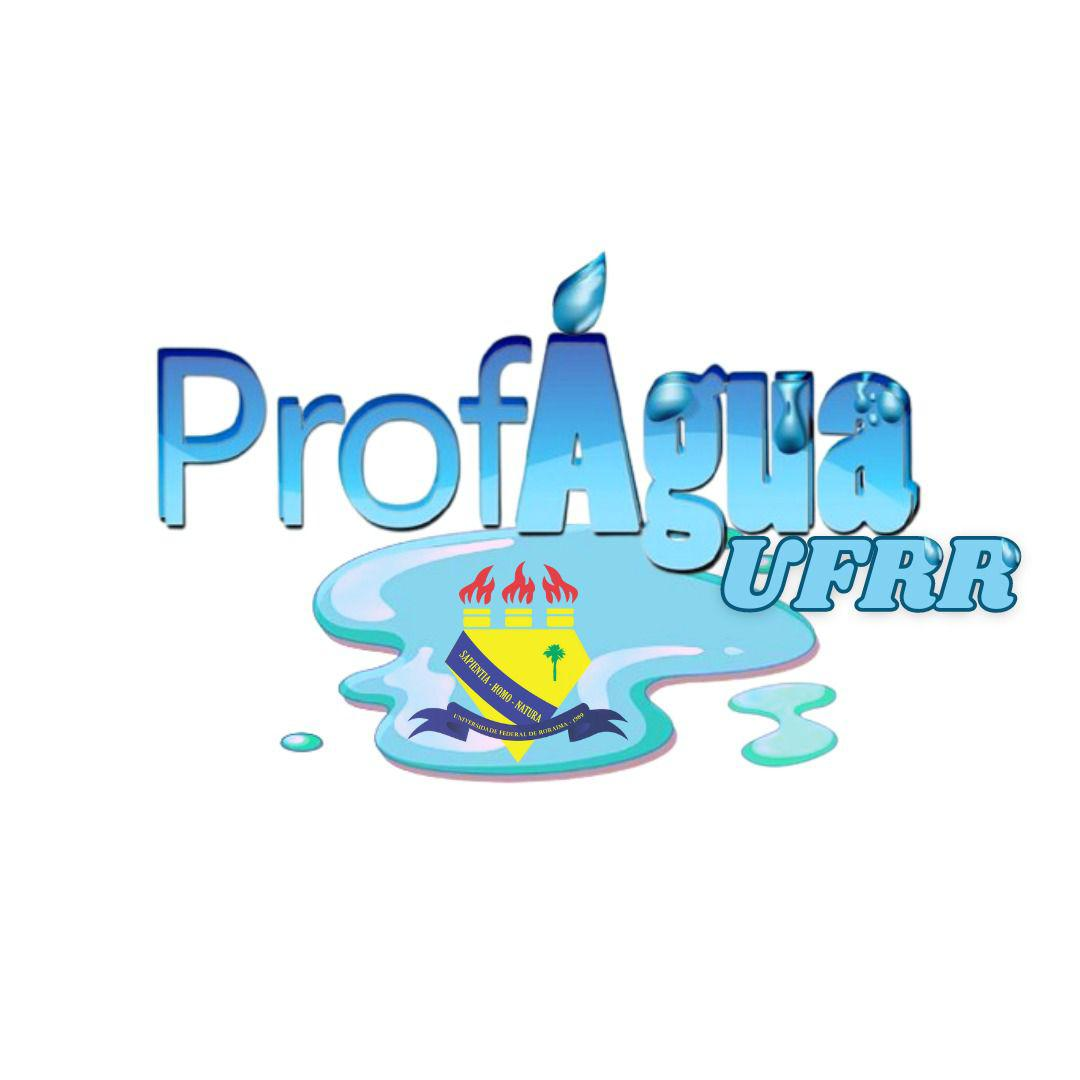 ProfÁgua
UFRR
SAPIENTIA - HOMO - NATURA
UNIVERSIDADE FEDERAL DE RORAIMA - 1989